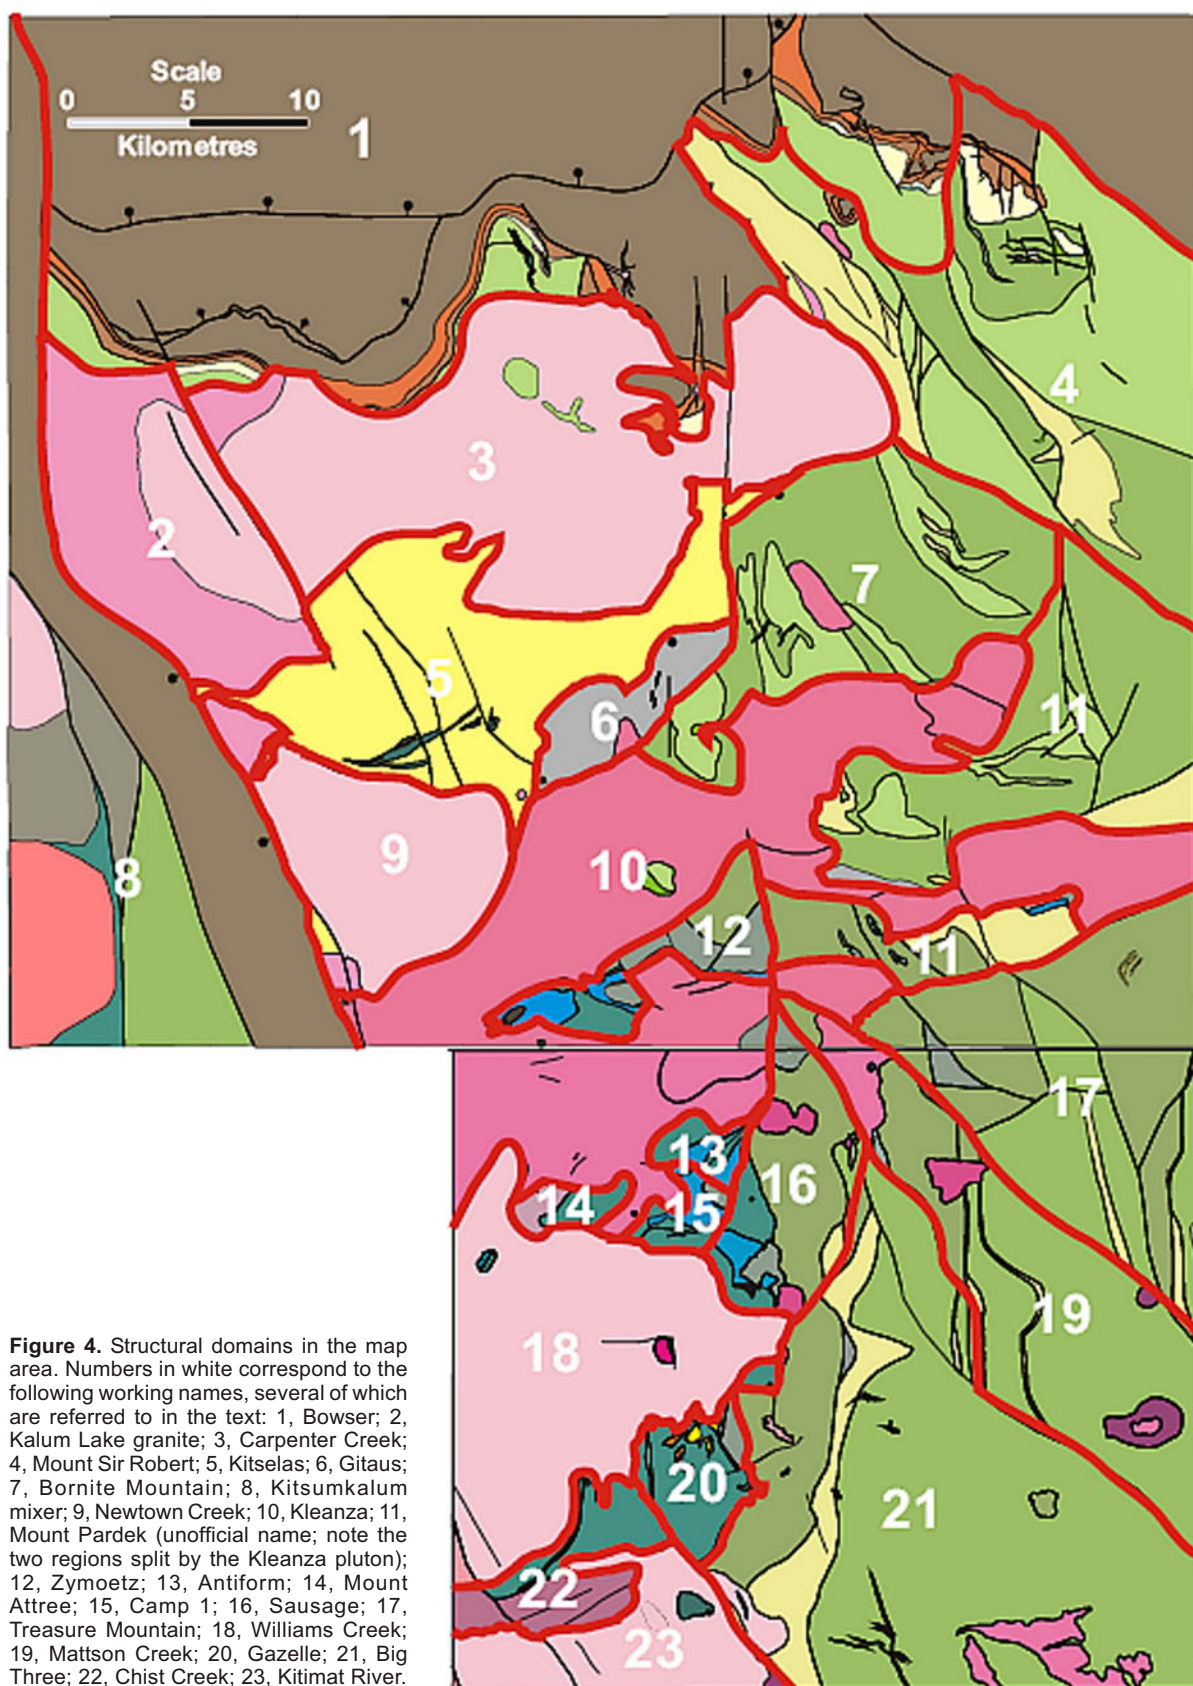 Scale
0 5 10
Kilometres
1
4
3
2
7
5
6
11
8
9
10
12
11
17
13
16
14
15
19
18
20
21
22
23
Figure 4. Structural domains in the map
area. Numbers in white correspond to the
following working names, several of which
are referred to in the text: 1, Bowser; 2,
Kalum Lake granite; 3, Carpenter Creek;
4, Mount Sir Robert; 5, Kitselas; 6, Gitaus;
7, Bornite Mountain; 8, Kitsumkalum
mixer; 9, Newtown Creek; 10, Kleanza; 11,
Mount Pardek (unofficial name; note the
two regions split by the Kleanza pluton);
12, Zymoetz; 13, Antiform; 14, Mount
Attree; 15, Camp 1; 16, Sausage; 17,
Treasure Mountain; 18, Williams Creek;
19, Mattson Creek; 20, Gazelle; 21, Big
Three; 22, Chist Creek; 23, Kitimat River.